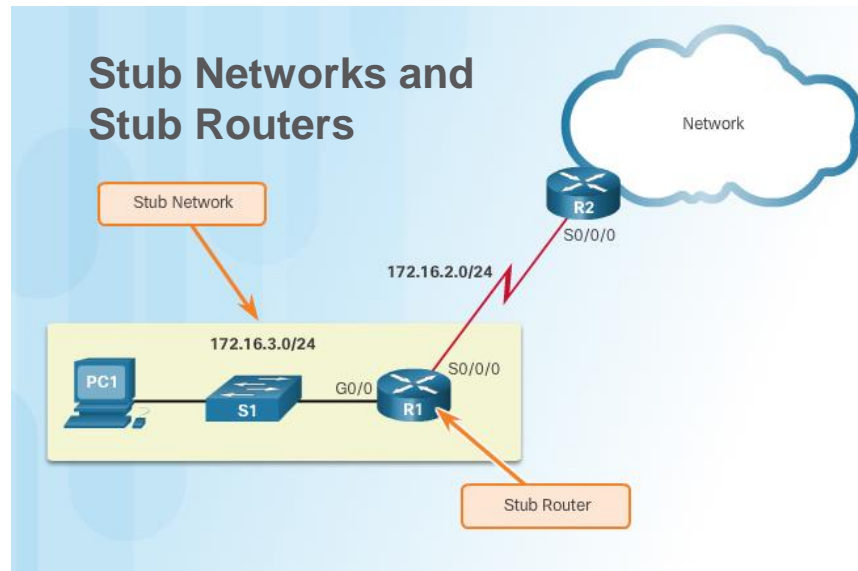 Stub Networks and
Stub Routers
Network
Stub Network
R2
S0/0/0
172.16.2.0/24
172.16.3.0/24
S0/0/0
PC1
G0/0
S1
R1
Stub Router